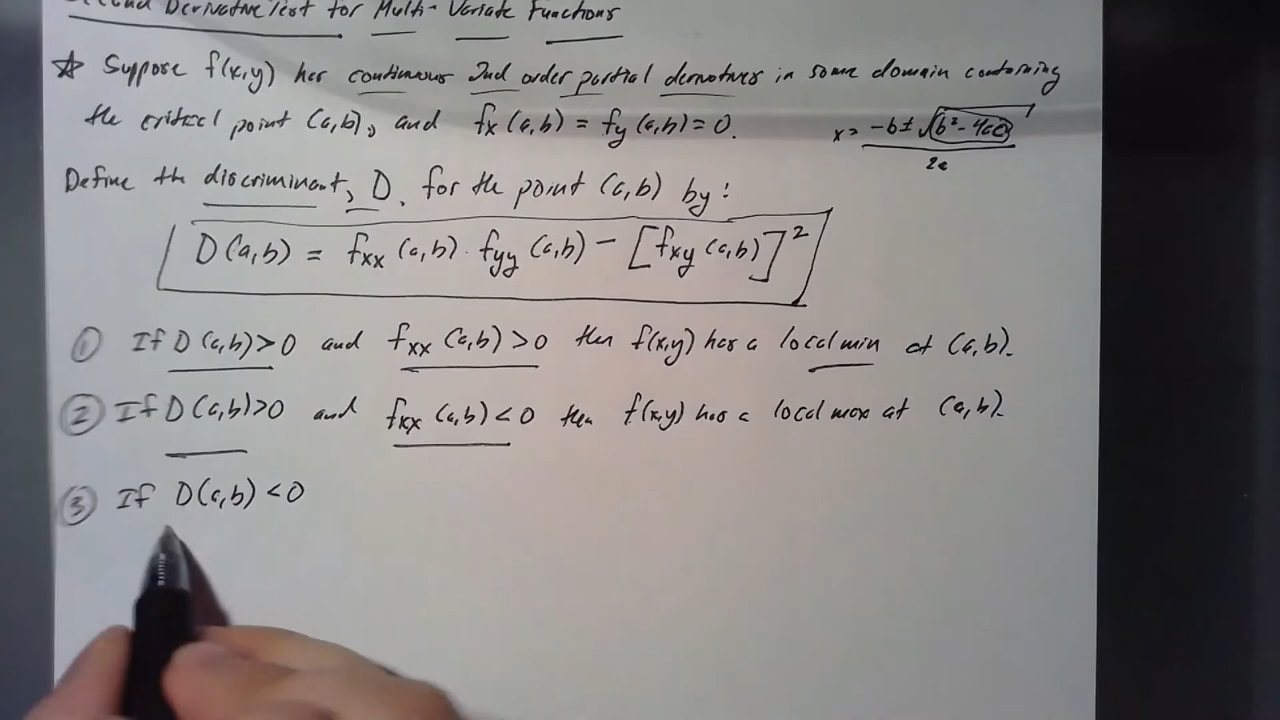 Second Derivative Test for Multi-Variate Functions
☆ Suppose f(x,y) has continuous 2nd order partial derivatives in some domain containing
the critical point (a,b), and fx (a,b) = fy (a,b) = 0.
x = -b ± √b² - 4ac / 2a
Define the discriminant, D, for the point (a,b) by:
D(a,b) = fxx (a,b) · fyy (a,b) - [fxy (a,b)]²
① If D(a,b) > 0 and fxx (a,b) > 0 then f(x,y) has a local min at (a,b).
② If D(a,b) > 0 and fxx (a,b) < 0 then f(x,y) has a local max at (a,b).
③ If D(a,b) < 0